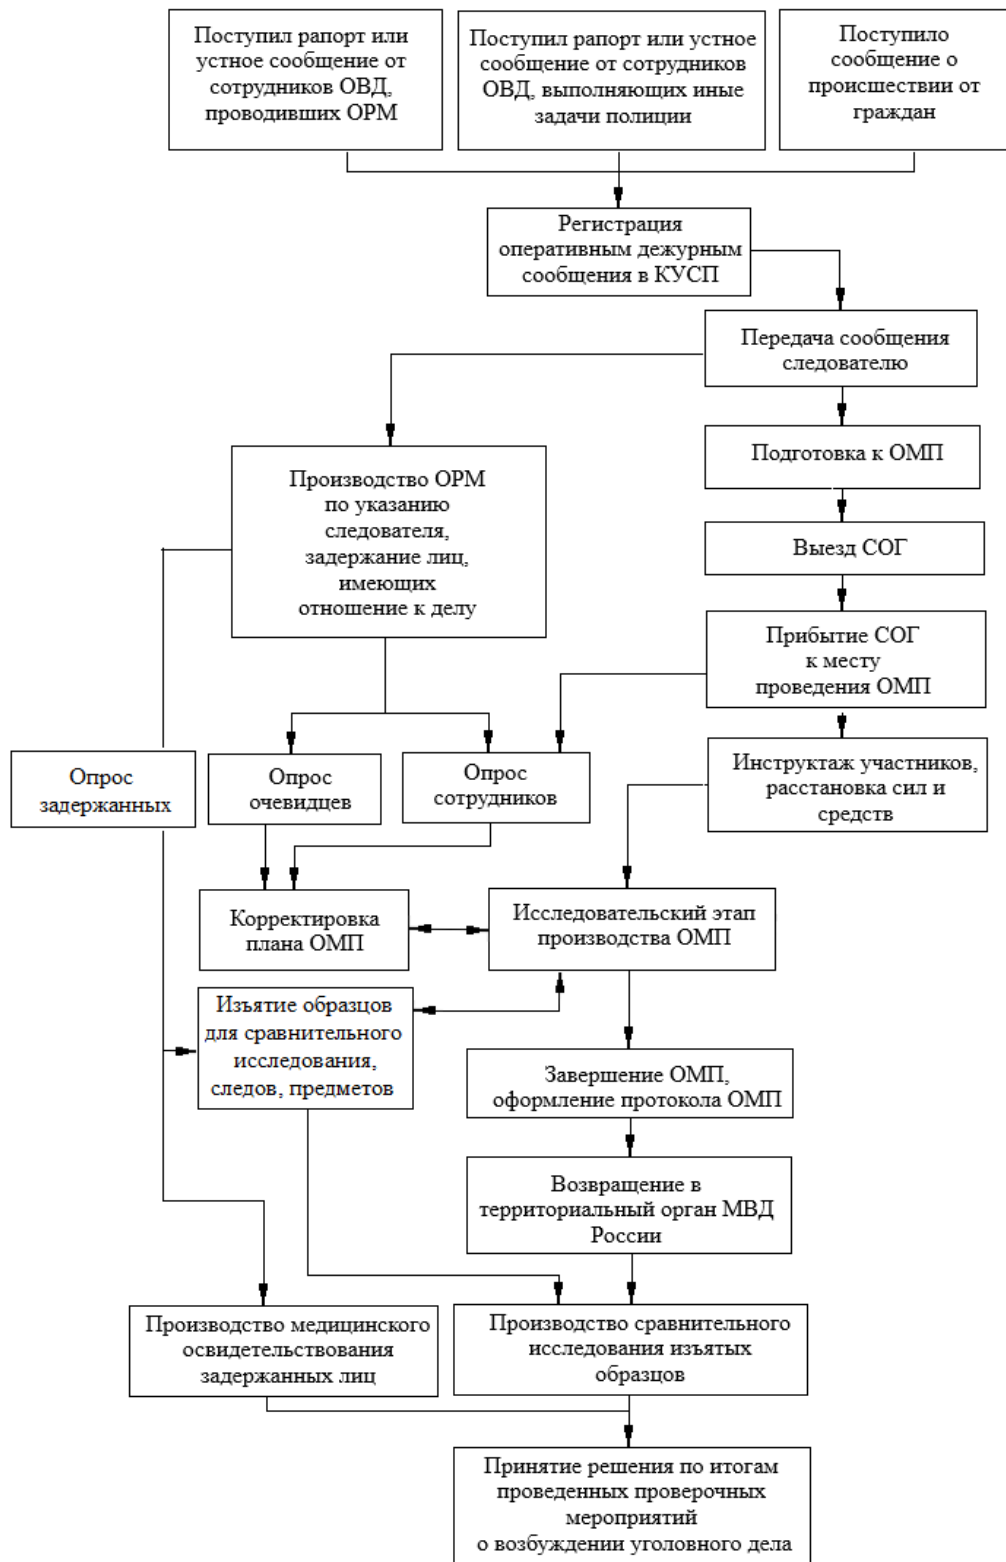 Поступил рапорт или
устное сообщение от
сотрудников ОВД,
проводивших ОРМ
Поступил рапорт или устное
сообщение от сотрудников
ОВД, выполняющих иные
задачи полиции
Поступило
сообщение о
происшествии от
граждан
Регистрация
оперативным дежурным
сообщения в КУСП
Передача сообщения
следователю
Подготовка к ОМП
Производство ОРМ
по указанию
следователя,
задержание лиц,
имеющих
отношение к делу
Выезд СОГ
Прибытие СОГ
к месту
проведения ОМП
Опрос
задержанных
Опрос
очевидцев
Опрос
сотрудников
Инструктаж участников,
расстановка сил и
средств
Корректировка
плана ОМП
Исследовательский этап
производства ОМП
Изъятие образцов
для сравнительного
исследования,
следов, предметов
Завершение ОМП,
оформление протокола ОМП
Возвращение в
территориальный орган МВД
России
Производство медицинского
освидетельствования
задержанных лиц
Производство сравнительного
исследования изъятых
образцов
Принятие решения по итогам
проведенных проверочных
мероприятий
о возбуждении уголовного дела